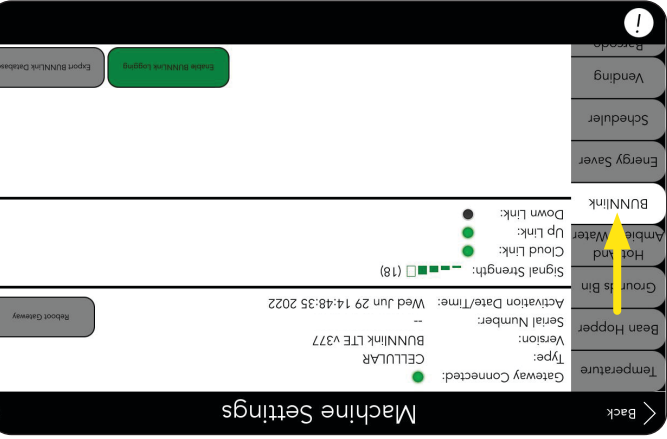 Back
Machine Settings
Temperature
Bean Hopper
Grounds Bin
Hot And
Ambient Water
BUNNlink
Energy Saver
Scheduler
Vending
Barcode
Gateway Connected:
Type: CELLULAR
Version: BUNNlink LTE v377
Serial Number: --
Activation Date/Time: Wed Jun 29 14:48:35 2022
Reboot Gateway
Signal Strength: (18)
Cloud Link:
Up Link:
Down Link:
Enable BUNNLink Logging
Export BUNNLink Database
!